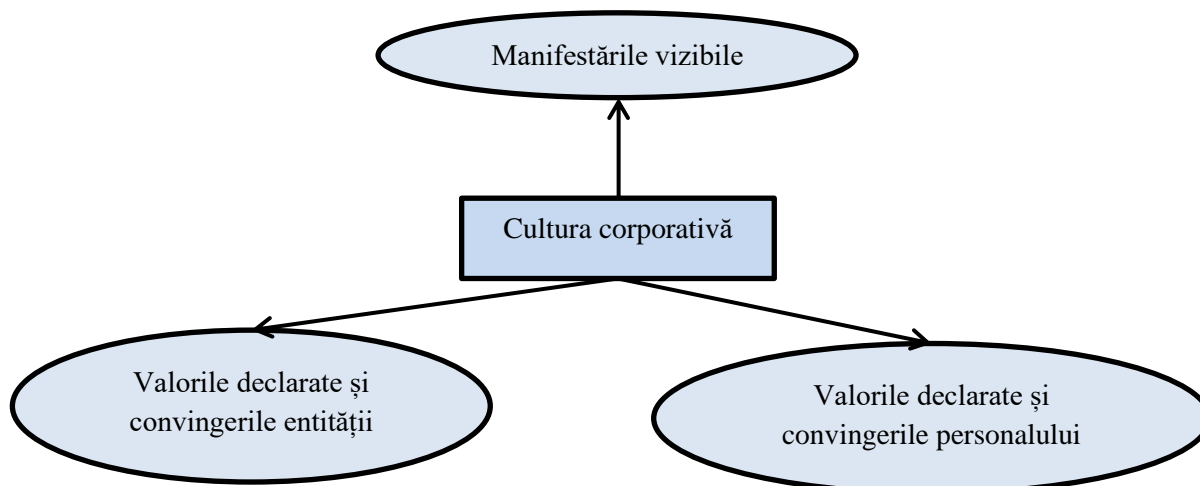 Manifestările vizibile
Cultura corporativă
Valorile declarate și
convingerile entității
Valorile declarate și
convingerile personalului